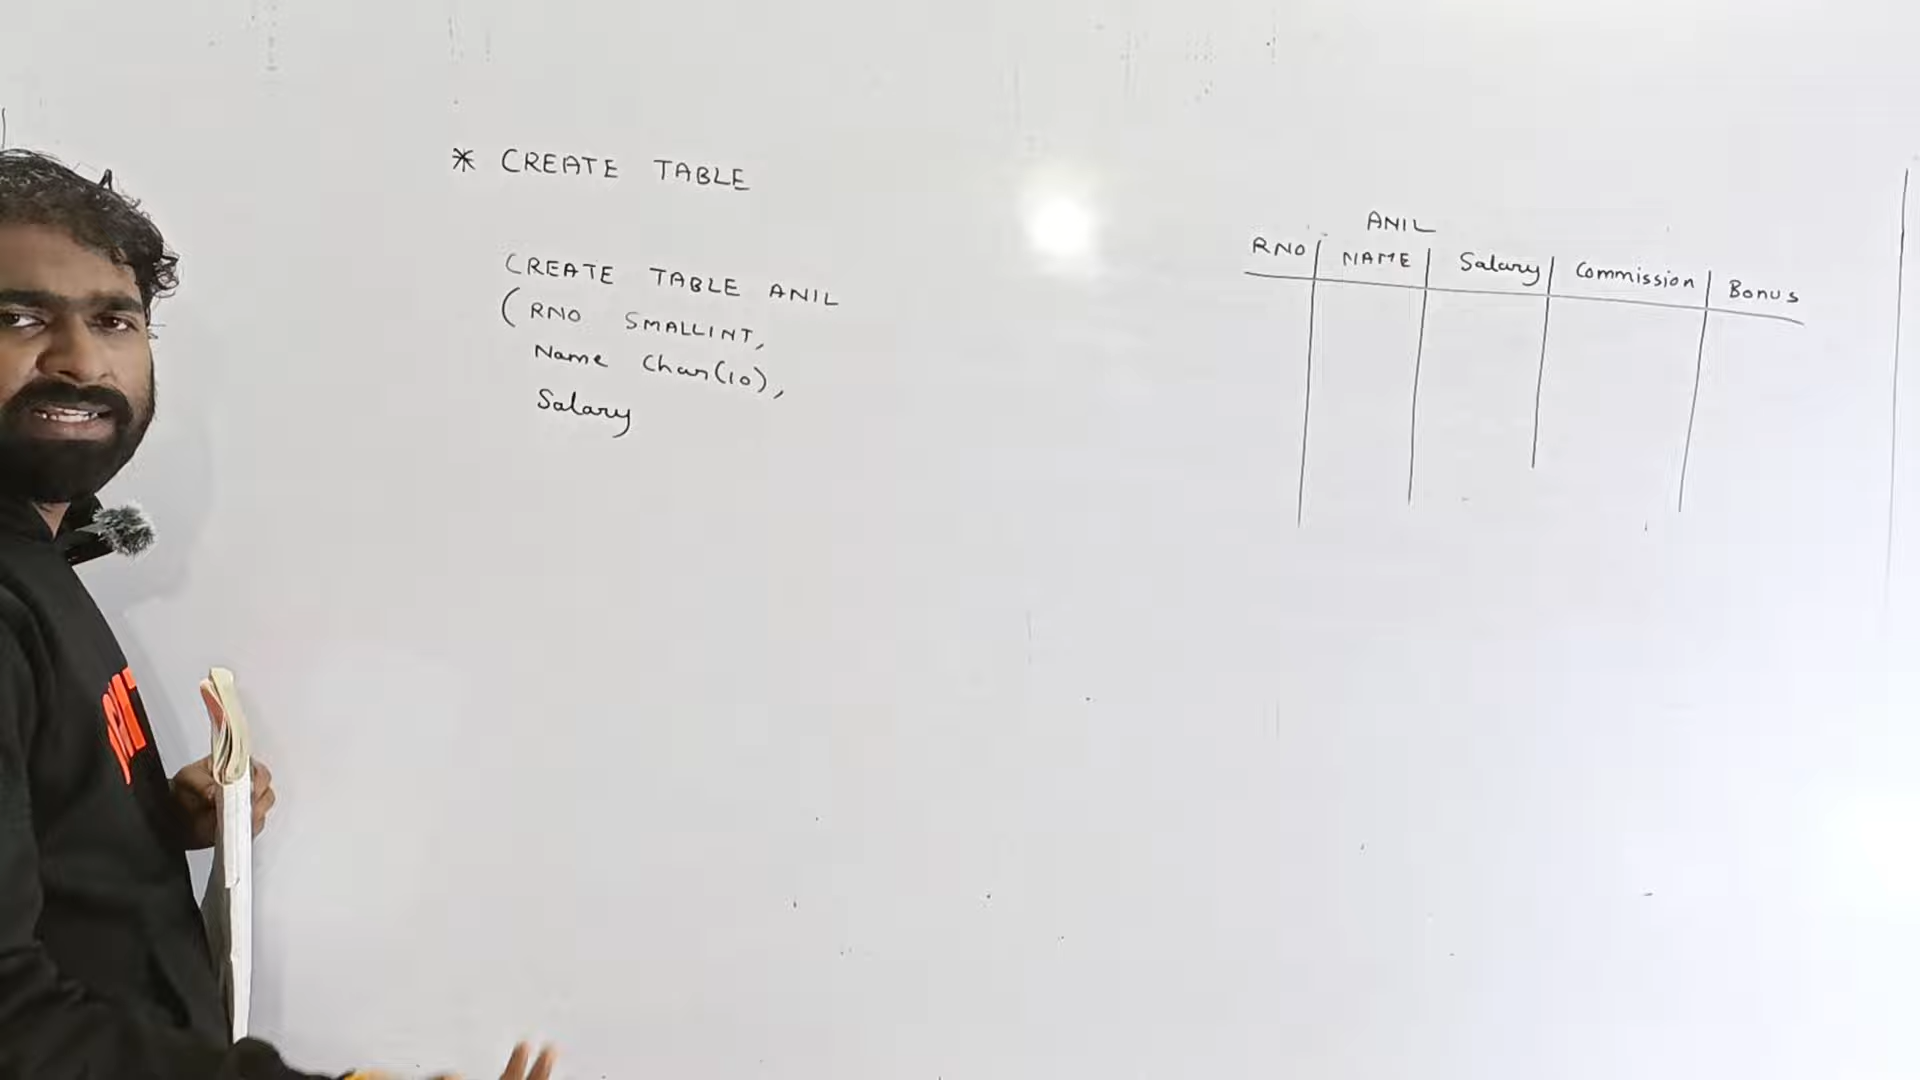 * CREATE TABLE
CREATE TABLE ANIL
(RNO SMALLINT,
Name Char(10),
Salary
ANIL
RNO NAME Salary Commission Bonus